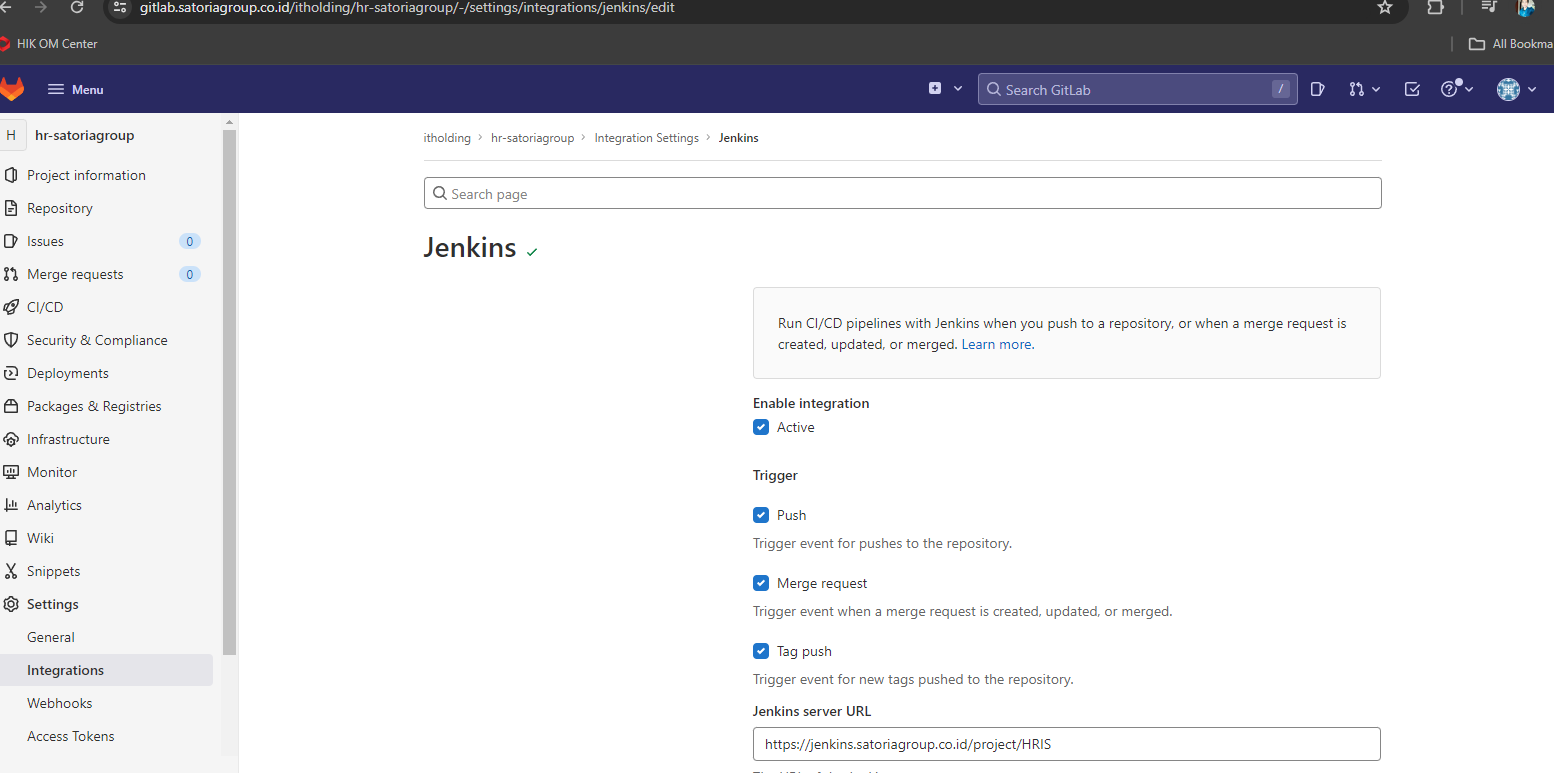 gitlab.satoriagroup.co.id/itholding/hr-satoriagroup/-/settings/integrations/jenkins/edit
HIK OM Center
All Bookma
Menu
Search GitLab
/
H
hr-satoriagroup
Project information
Repository
Issues
0
Merge requests
0
CI/CD
Security & Compliance
Deployments
Packages & Registries
Infrastructure
Monitor
Analytics
Wiki
Snippets
Settings
General
Integrations
Webhooks
Access Tokens
itholding › hr-satoriagroup › Integration Settings › Jenkins
Search page
Jenkins
Run CI/CD pipelines with Jenkins when you push to a repository, or when a merge request is
created, updated, or merged. Learn more.
Enable integration
Active
Trigger
Push
Trigger event for pushes to the repository.
Merge request
Trigger event when a merge request is created, updated, or merged.
Tag push
Trigger event for new tags pushed to the repository.
Jenkins server URL
https://jenkins.satoriagroup.co.id/project/HRIS